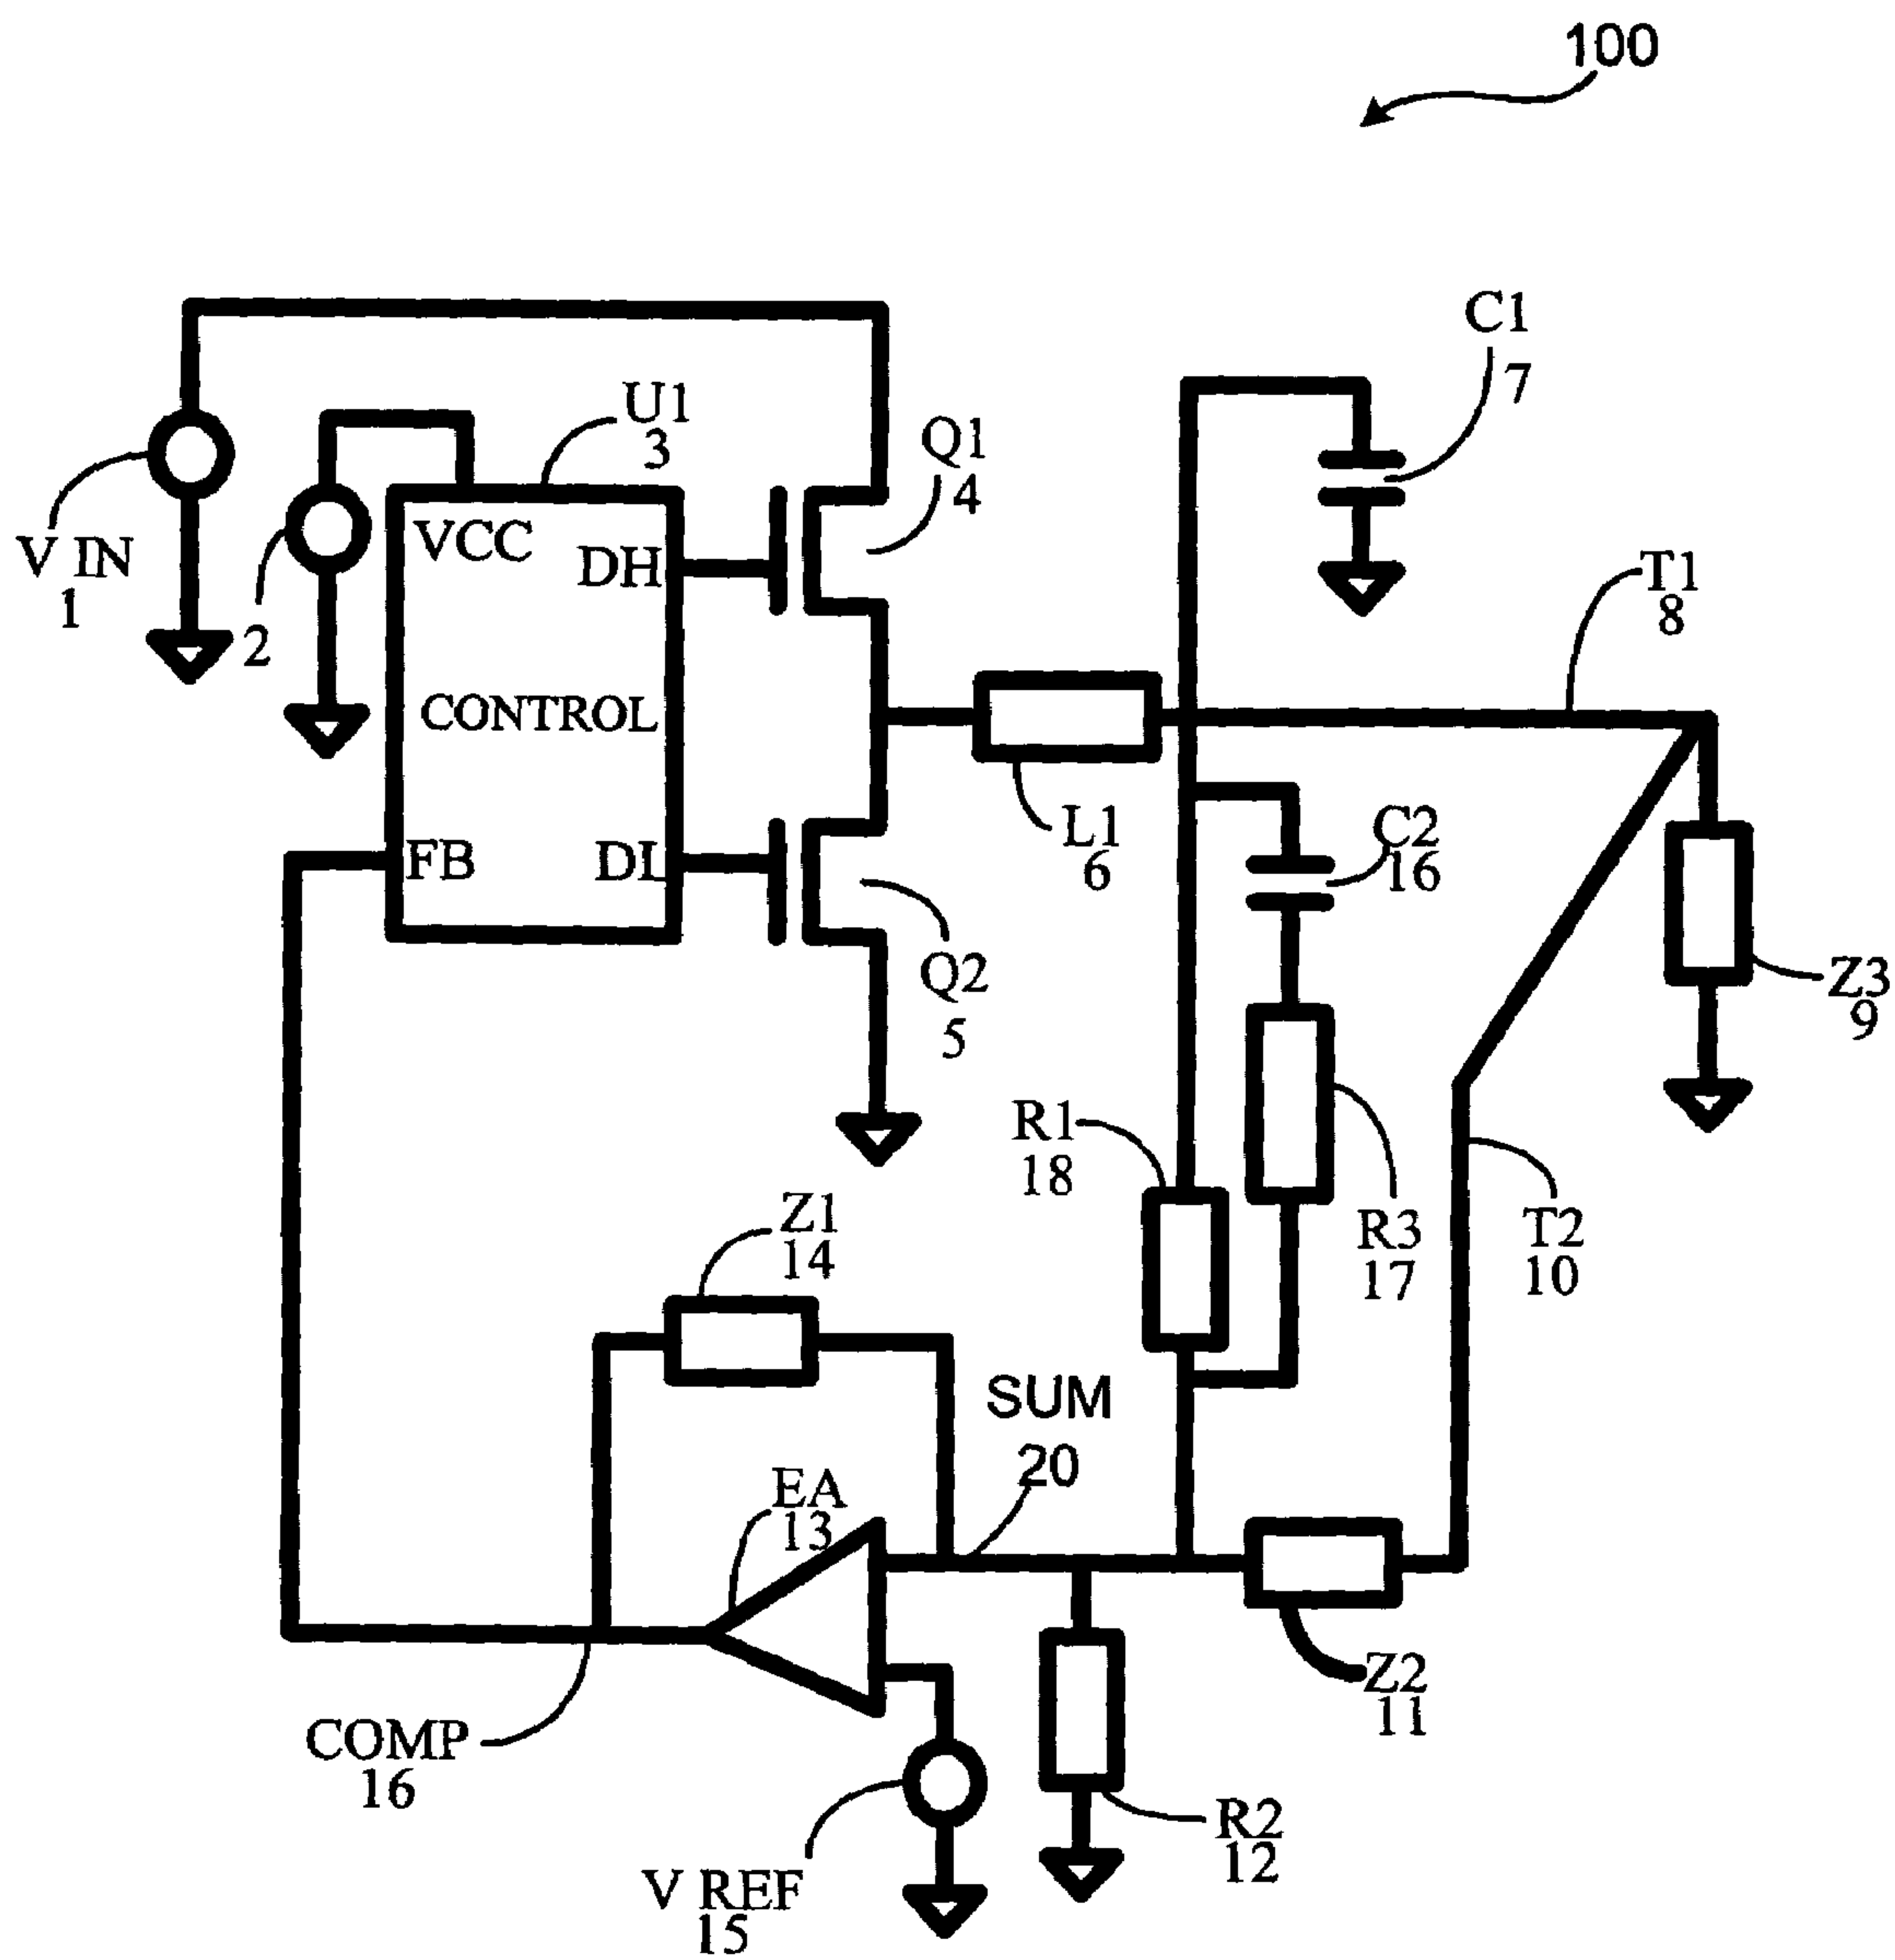 100
C1
7
U1
3
Q1
4
V IN
1
2
VCC
DH
T1
8
CONTROL
L1
6
C2
16
FB
DL
Q2
5
Z3
9
R1
18
R3
17
T2
10
Z1
14
SUM
20
EA
13
Z2
11
COMP
16
R2
12
V REF
15